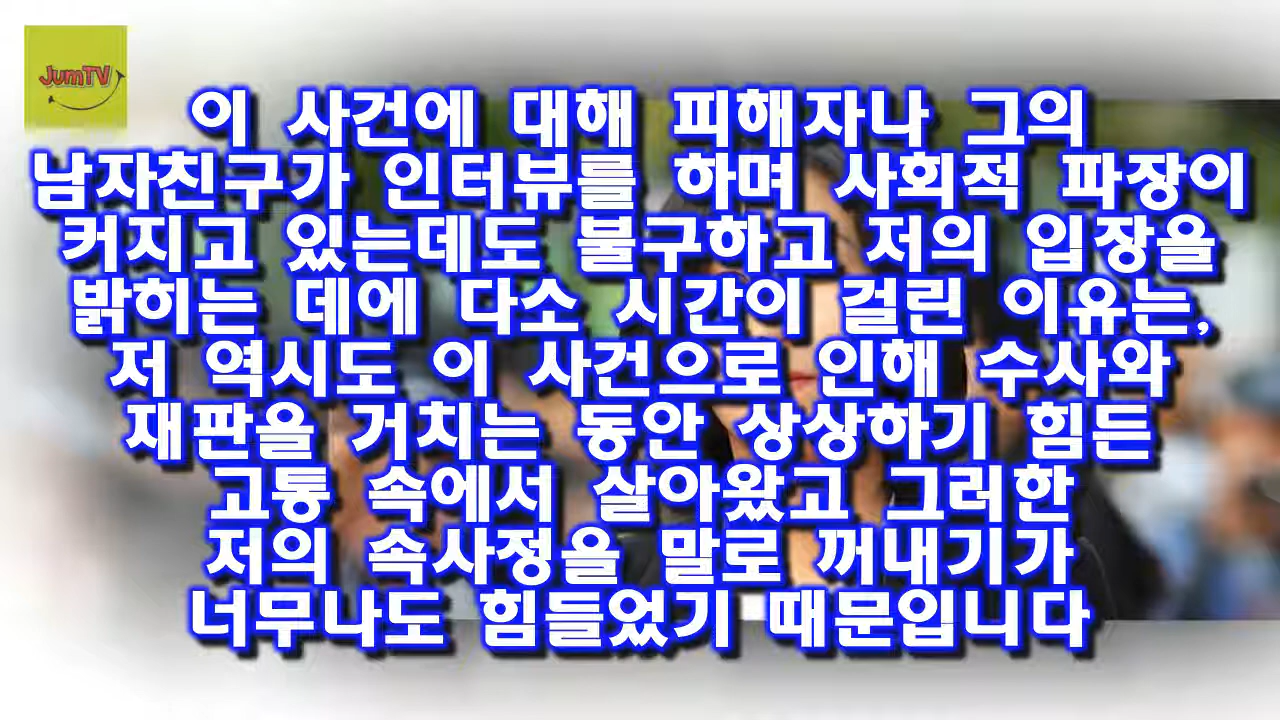 JumTV
이 사건에 대해 피해자나 그의
남자친구가 인터뷰를 하며 사회적 파장이
커지고 있는데도 불구하고 저의 입장을
밝히는 데에 다소 시간이 걸린 이유는,
저 역시도 이 사건으로 인해 수사와
재판을 거치는 동안 상상하기 힘든
고통 속에서 살아왔고 그러한
저의 속사정을 말로 꺼내기가
너무나도 힘들었기 때문입니다